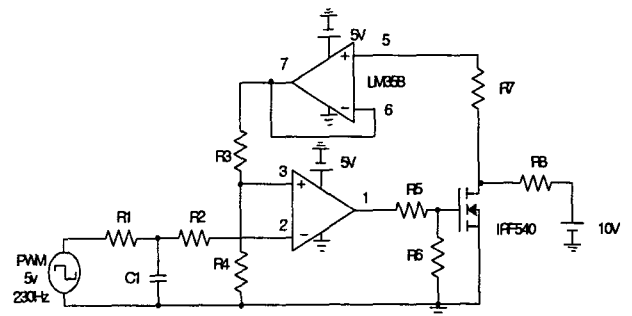 5V
5
7
+
LM358
R7
-
6
R3
5V
3
+
R8
1
R5
R1
R2
2
-
IRF540
10V
PWM
5v
230Hz
C1
R4
R6